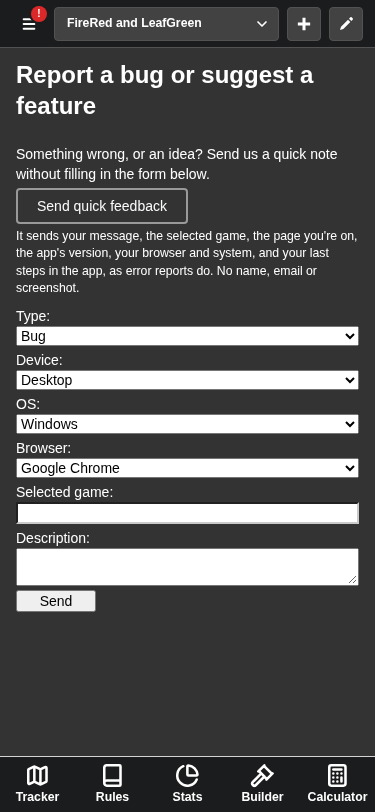 !
FireRed and LeafGreen
Report a bug or suggest a
feature
Something wrong, or an idea? Send us a quick note
without filling in the form below.
Send quick feedback
It sends your message, the selected game, the page you're on,
the app's version, your browser and system, and your last
steps in the app, as error reports do. No name, email or
screenshot.
Type:
Bug
Device:
Desktop
OS:
Windows
Browser:
Google Chrome
Selected game:
Description:
Send
Tracker Rules Stats Builder Calculator